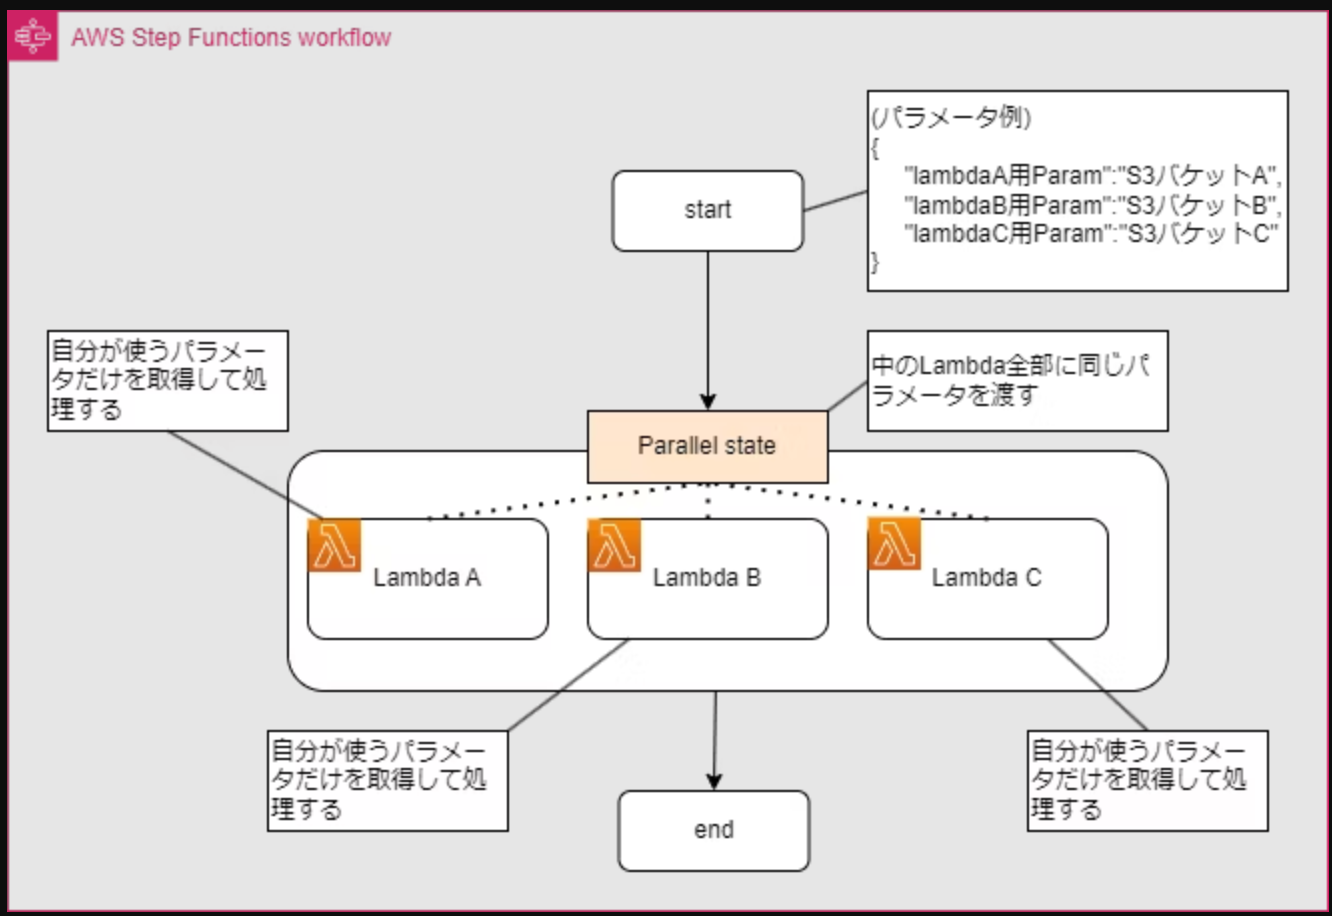 AWS Step Functions workflow
(パラメータ例)
{
"lambdaA用Param":"S3バケットA",
"lambdaB用Param":"S3バケットB",
"lambdaC用Param":"S3バケットC"
}
start
自分が使うパラメー
タだけを取得して処
理する
中のLambda全部に同じパ
ラメータを渡す
Parallel state
Lambda A
Lambda B
Lambda C
自分が使うパラメー
タだけを取得して処
理する
自分が使うパラメー
タだけを取得して処
理する
end